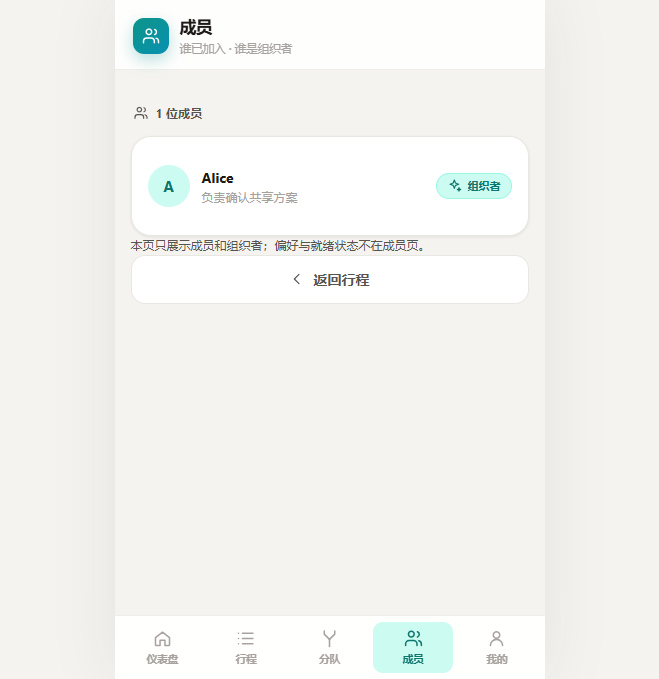 成员
谁已加入 · 谁是组织者
1 位成员
A
Alice
负责确认共享方案
组织者
本页只展示成员和组织者；偏好与就绪状态不在成员页。
返回行程
仪表盘
行程
分队
成员
我的